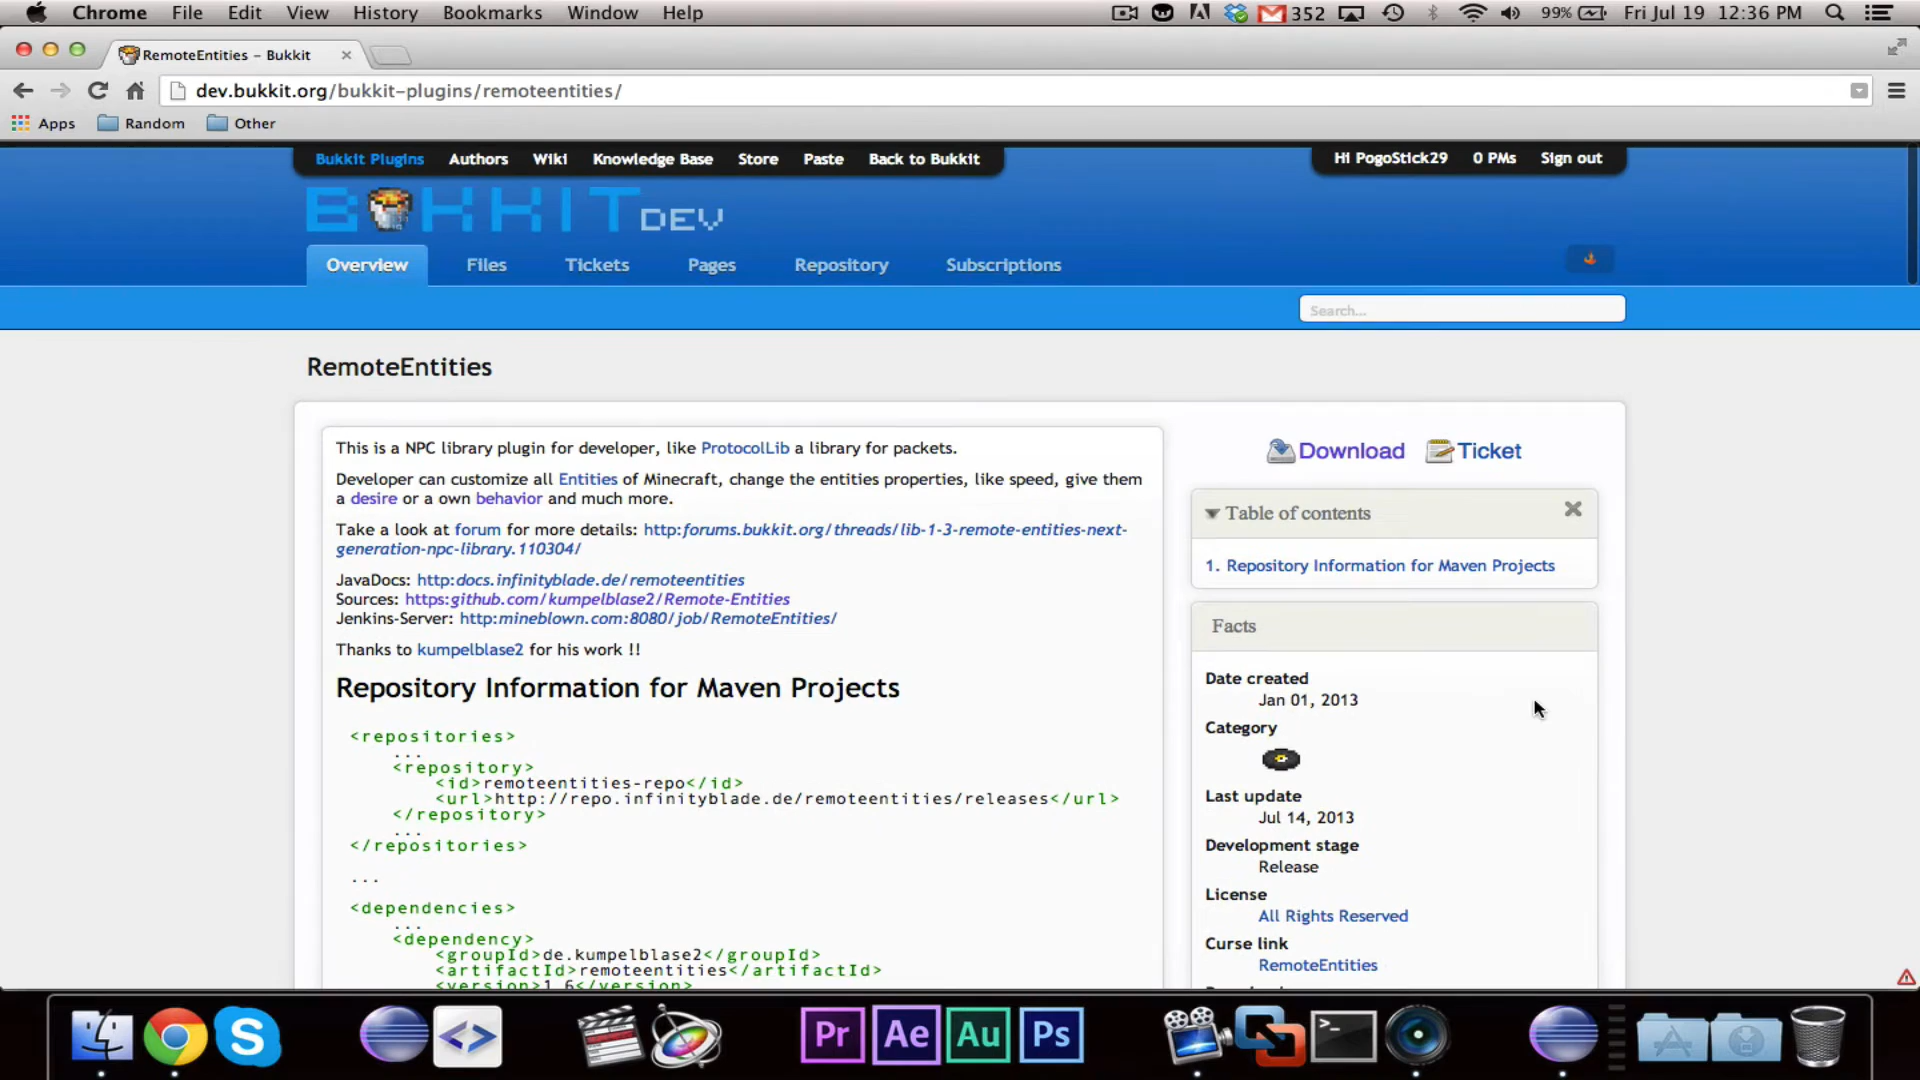 Chrome File Edit View History Bookmarks Window Help 352 99% Fri Jul 19 12:36 PM
RemoteEntities – Bukkit
dev.bukkit.org/bukkit-plugins/remoteentities/
Apps Random Other
Bukkit Plugins Authors Wiki Knowledge Base Store Paste Back to Bukkit Hi PogoStick29 0 PMs Sign out
BUKKIT DEV
Overview Files Tickets Pages Repository Subscriptions
Search...
RemoteEntities
This is a NPC library plugin for developer, like ProtocolLib a library for packets.
Developer can customize all Entities of Minecraft, change the entities properties, like speed, give them
a desire or a own behavior and much more.
Take a look at forum for more details: http:forums.bukkit.org/threads/lib-1-3-remote-entities-next-
generation-npc-library.110304/
JavaDocs: http:docs.infinityblade.de/remoteentities
Sources: https:github.com/kumpelblase2/Remote-Entities
Jenkins-Server: http:mineblown.com:8080/job/RemoteEntities/
Thanks to kumpelblase2 for his work !!
Repository Information for Maven Projects
<repositories>
...
<repository>
<id>remoteentities-repo</id>
<url>http://repo.infinityblade.de/remoteentities/releases</url>
</repository>
...
</repositories>
...
<dependencies>
...
<dependency>
<groupId>de.kumpelblase2</groupId>
<artifactId>remoteentities</artifactId>
<version>1.6</version>
Download Ticket
Table of contents
1. Repository Information for Maven Projects
Facts
Date created
Jan 01, 2013
Category
Last update
Jul 14, 2013
Development stage
Release
License
All Rights Reserved
Curse link
RemoteEntities
Pr Ae Au Ps